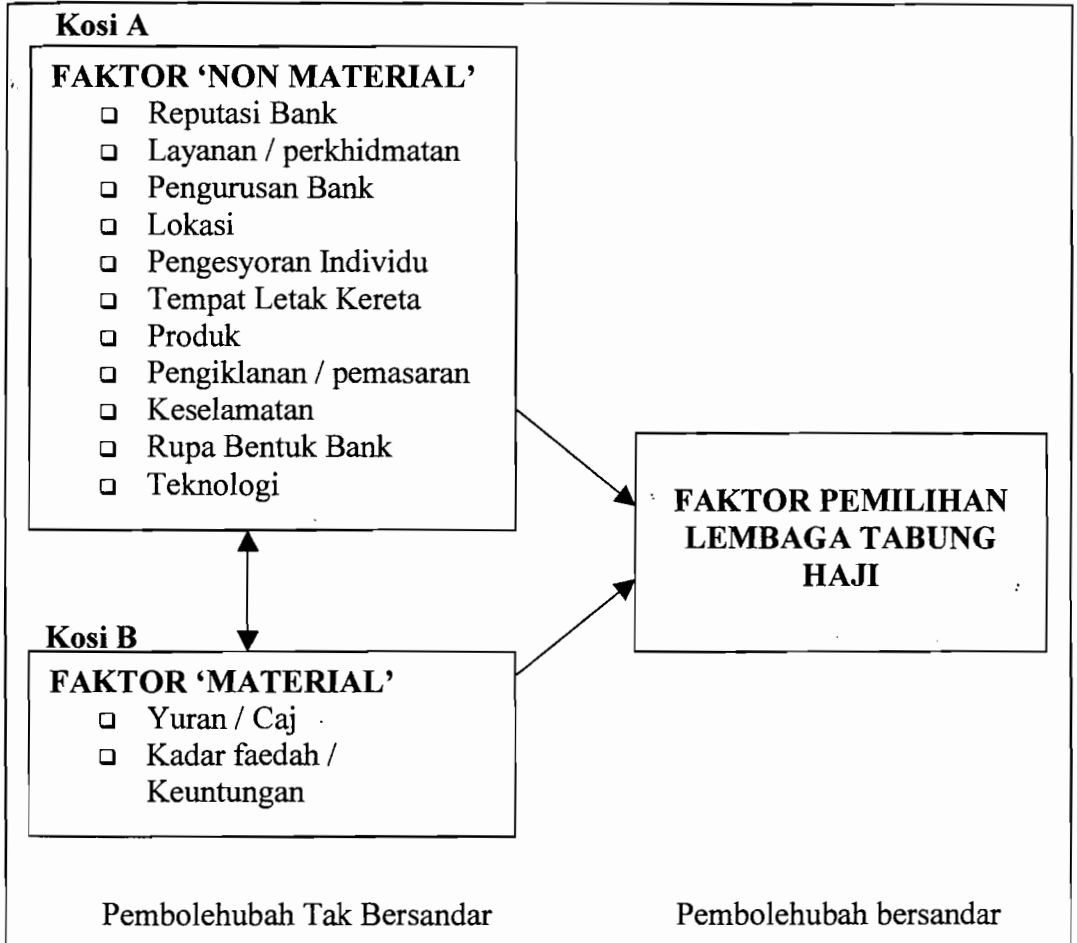 Kosi A
FAKTOR ‘NON MATERIAL’
Reputasi Bank
Layanan / perkhidmatan
Pengurusan Bank
Lokasi
Pengesyoran Individu
Tempat Letak Kereta
Produk
Pengiklanan / pemasaran
Keselamatan
Rupa Bentuk Bank
Teknologi
FAKTOR PEMILIHAN
LEMBAGA TABUNG
HAJI
Kosi B
FAKTOR ‘MATERIAL’
Yuran / Caj
Kadar faedah /
Keuntungan
Pembolehubah Tak Bersandar
Pembolehubah bersandar